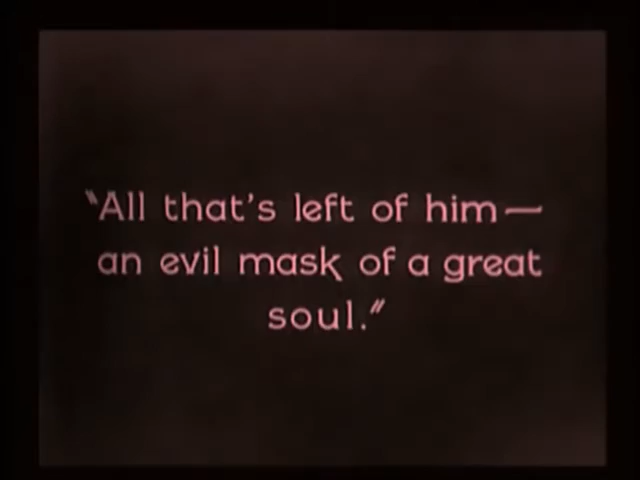 "All that's left of him—
an evil mask of a great
soul."